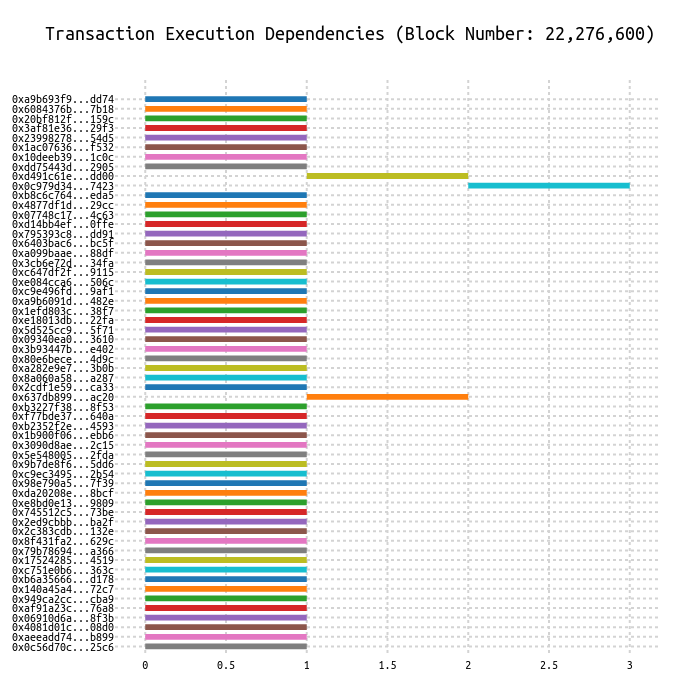 Transaction Execution Dependencies (Block Number: 22,276,600)
0xa9b693f9...dd74
0x6084376b...7b18
0x20bf812f...159c
0x3af81e36...29f3
0x23998278...54d5
0x1ac07636...f532
0x10deeb39...1c0c
0xdd75443d...2905
0xd491c61e...dd00
0x0c979d34...7423
0xb8c6c764...eda5
0x4877df1d...29cc
0x07748c17...4c63
0xd14bb4ef...0ffe
0x795393c8...dd91
0x6403bac6...bc5f
0xa099baae...88df
0x3cb6e72d...34fa
0xc647df2f...9115
0xe084cca6...506c
0xc9e496fd...9af1
0xa9b6091d...482e
0x1efd803c...38f7
0xe18013db...22fa
0x5d525cc9...5f71
0x09340ea0...3610
0x3b93447b...e402
0x80e6bece...4d9c
0xa282e9e7...3b0b
0x8a060a58...a287
0x2cdf1e59...ca33
0x637db899...ac20
0xb3227f38...8f53
0xf77bde37...640a
0xb2352f2e...4593
0x1b900f06...ebb6
0x3090d8ae...2c15
0x5e548005...2fda
0x9b7de8f6...5dd6
0xc9ec3495...2b54
0x98e790a5...7f39
0xda20208e...8bcf
0xe8bd0e13...9809
0x745512c5...73be
0x2ed9cbbb...ba2f
0x2c383cdb...132e
0x8f431fa2...629c
0x79b78694...a366
0x17524285...4519
0xc751e0b6...363c
0xb6a35666...d178
0x140a45a4...72c7
0x949ca2cc...cba9
0xaf91a23c...76a8
0x06910d6a...8f3b
0x4081d01c...08d0
0xaeeadd74...b899
0x0c56d70c...25c6
0 0.5 1 1.5 2 2.5 3